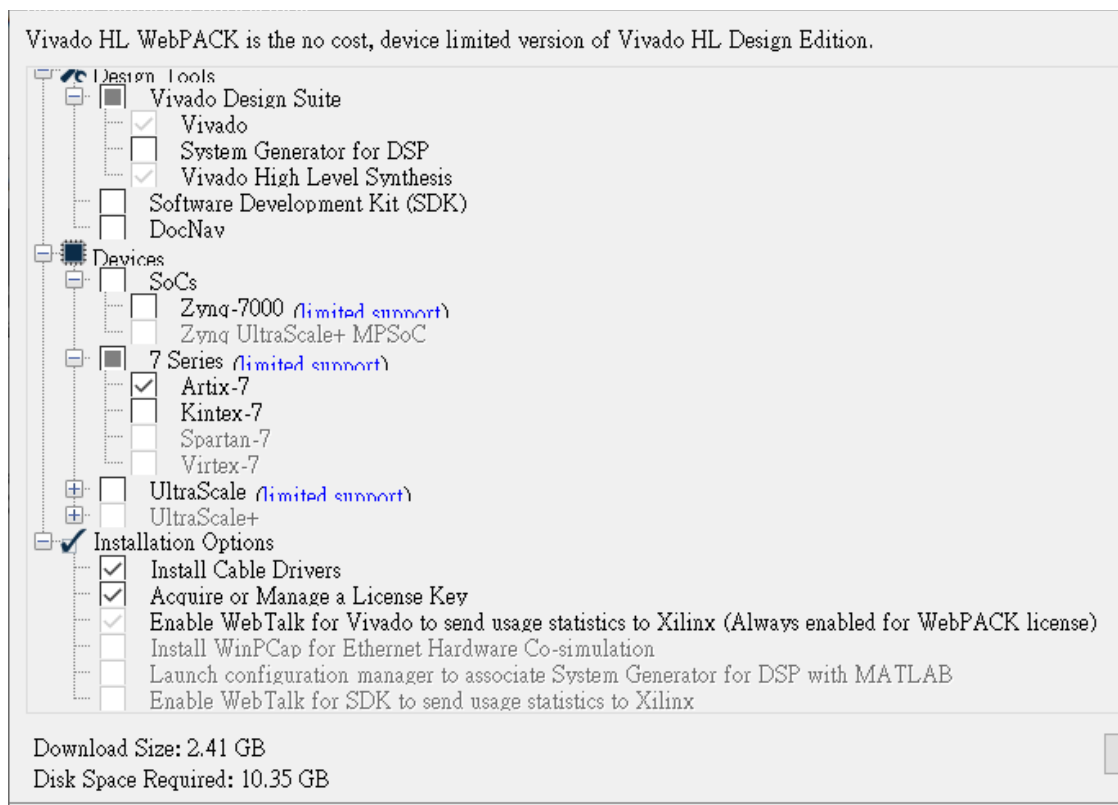 Vivado HL WebPACK is the no cost, device limited version of Vivado HL Design Edition.
Design Tools
Vivado Design Suite
Vivado
System Generator for DSP
Vivado High Level Synthesis
Software Development Kit (SDK)
DocNav
Devices
SoCs
Zynq-7000 (limited support)
Zynq UltraScale+ MPSoC
7 Series (limited support)
Artix-7
Kintex-7
Spartan-7
Virtex-7
UltraScale (limited support)
UltraScale+
Installation Options
Install Cable Drivers
Acquire or Manage a License Key
Enable WebTalk for Vivado to send usage statistics to Xilinx (Always enabled for WebPACK license)
Install WinPCap for Ethernet Hardware Co-simulation
Launch configuration manager to associate System Generator for DSP with MATLAB
Enable WebTalk for SDK to send usage statistics to Xilinx
Download Size: 2.41 GB
Disk Space Required: 10.35 GB